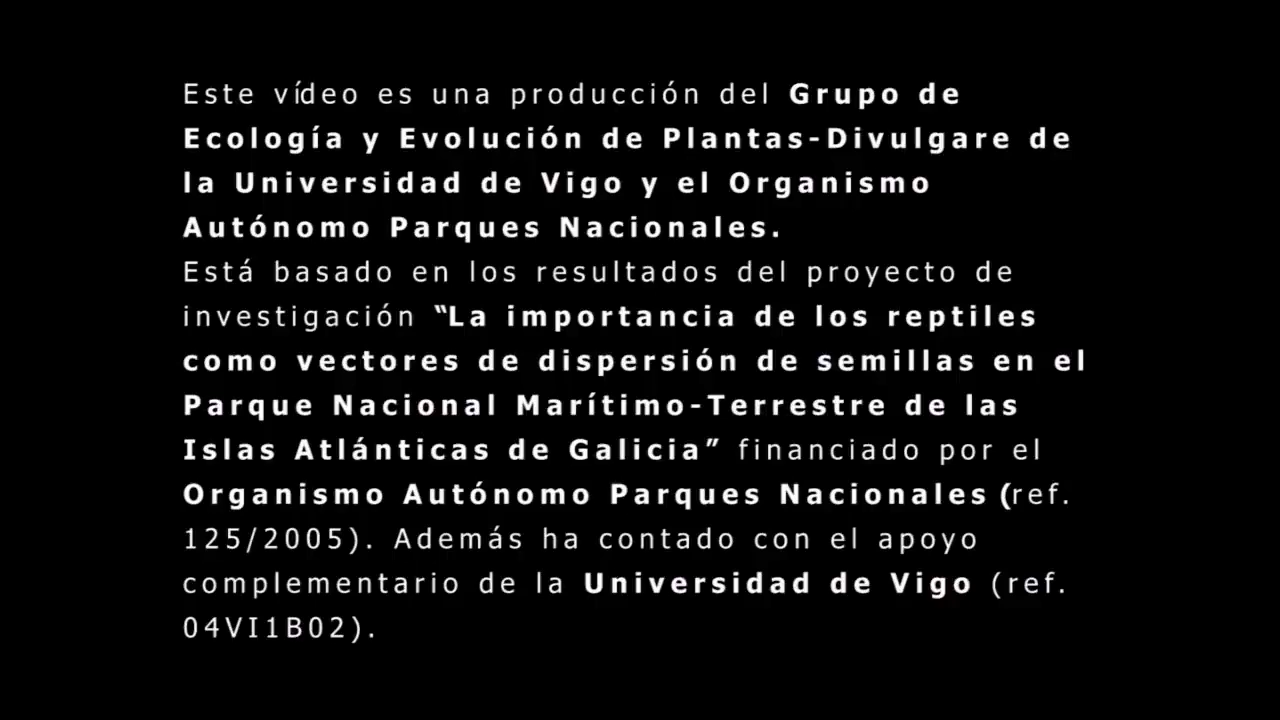 Este vídeo es una producción del Grupo de
Ecología y Evolución de Plantas-Divulgare de
la Universidad de Vigo y el Organismo
Autónomo Parques Nacionales.
Está basado en los resultados del proyecto de
investigación “La importancia de los reptiles
como vectores de dispersión de semillas en el
Parque Nacional Marítimo-Terrestre de las
Islas Atlánticas de Galicia” financiado por el
Organismo Autónomo Parques Nacionales (ref.
125/2005). Además ha contado con el apoyo
complementario de la Universidad de Vigo (ref.
04VI1B02).